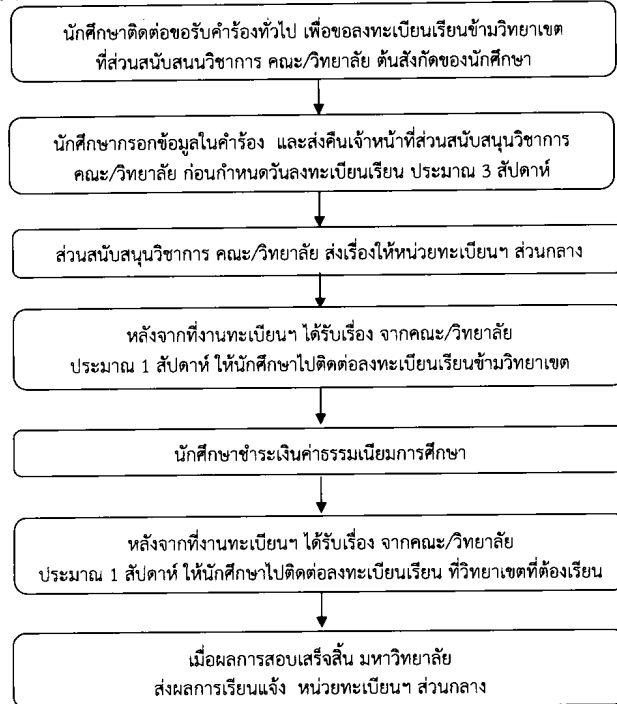 นักศึกษาติดต่อขอรับคำร้องทั่วไป เพื่อขอลงทะเบียนเรียนข้ามวิทยาเขต
ที่ส่วนสนับสนนวิชาการ คณะ/วิทยาลัย ต้นสังกัดของนักศึกษา
นักศึกษากรอกข้อมูลในคำร้อง และส่งคืนเจ้าหน้าที่ส่วนสนับสนุนวิชาการ
คณะ/วิทยาลัย ก่อนกำหนดวันลงทะเบียนเรียน ประมาณ 3 สัปดาห์
ส่วนสนับสนุนวิชาการ คณะ/วิทยาลัย ส่งเรื่องให้หน่วยทะเบียนฯ ส่วนกลาง
หลังจากที่งานทะเบียนฯ ได้รับเรื่อง จากคณะ/วิทยาลัย
ประมาณ 1 สัปดาห์ ให้นักศึกษาไปติดต่อลงทะเบียนเรียนข้ามวิทยาเขต
นักศึกษาชำระเงินค่าธรรมเนียมการศึกษา
หลังจากที่งานทะเบียนฯ ได้รับเรื่อง จากคณะ/วิทยาลัย
ประมาณ 1 สัปดาห์ ให้นักศึกษาไปติดต่อลงทะเบียนเรียน ที่วิทยาเขตที่ต้องเรียน
เมื่อผลการสอบเสร็จสิ้น มหาวิทยาลัย
ส่งผลการเรียนแจ้ง หน่วยทะเบียนฯ ส่วนกลาง